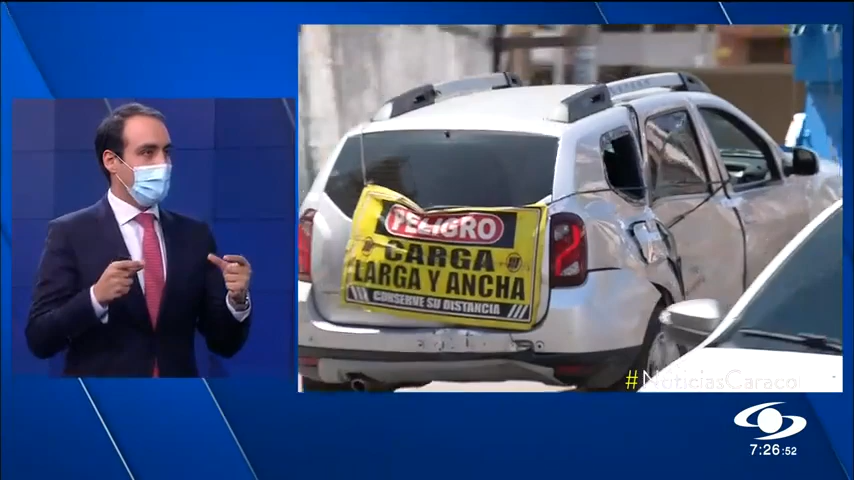 PELIGRO
CARGA
LARGA Y ANCHA
CONSERVE SU DISTANCIA
#NoticiasCaracol
7:26:52